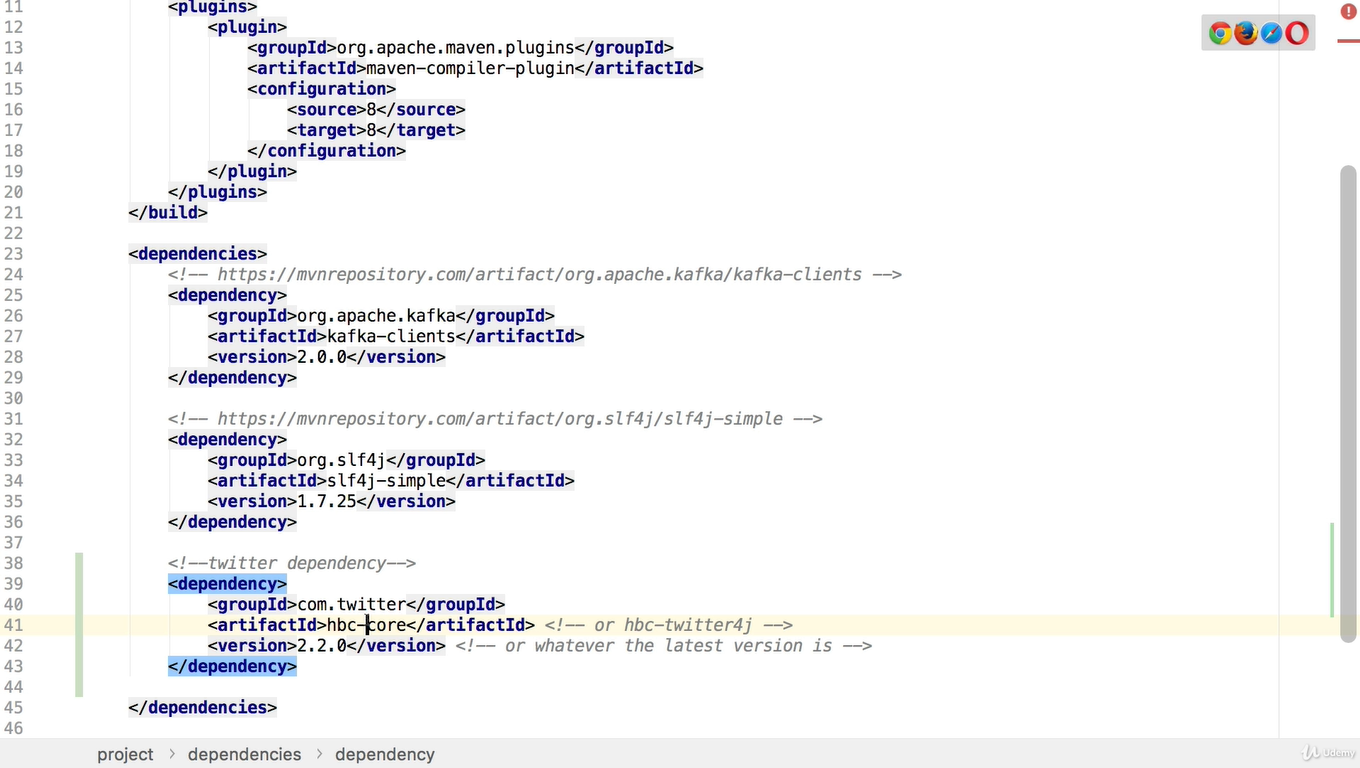 11 <plugins>
12 <plugin>
13 <groupId>org.apache.maven.plugins</groupId>
14 <artifactId>maven-compiler-plugin</artifactId>
15 <configuration>
16 <source>8</source>
17 <target>8</target>
18 </configuration>
19 </plugin>
20 </plugins>
21 </build>
22
23 <dependencies>
24 <!-- https://mvnrepository.com/artifact/org.apache.kafka/kafka-clients -->
25 <dependency>
26 <groupId>org.apache.kafka</groupId>
27 <artifactId>kafka-clients</artifactId>
28 <version>2.0.0</version>
29 </dependency>
30
31 <!-- https://mvnrepository.com/artifact/org.slf4j/slf4j-simple -->
32 <dependency>
33 <groupId>org.slf4j</groupId>
34 <artifactId>slf4j-simple</artifactId>
35 <version>1.7.25</version>
36 </dependency>
37
38 <!--twitter dependency-->
39 <dependency>
40 <groupId>com.twitter</groupId>
41 <artifactId>hbc-core</artifactId> <!-- or hbc-twitter4j -->
42 <version>2.2.0</version> <!-- or whatever the latest version is -->
43 </dependency>
44
45 </dependencies>
46
project > dependencies > dependency
Udemy